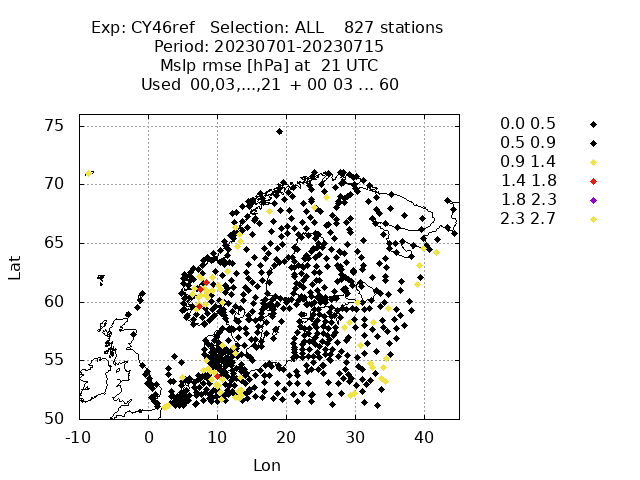 Exp: CY46ref   Selection: ALL    827 stations
Period: 20230701-20230715
Mslp rmse [hPa] at  21 UTC
Used  00,03,...,21  + 00 03 ... 60
0.0 0.5
0.5 0.9
0.9 1.4
1.4 1.8
1.8 2.3
2.3 2.7
75
70
65
60
55
50
Lat
-10 0 10 20 30 40
Lon